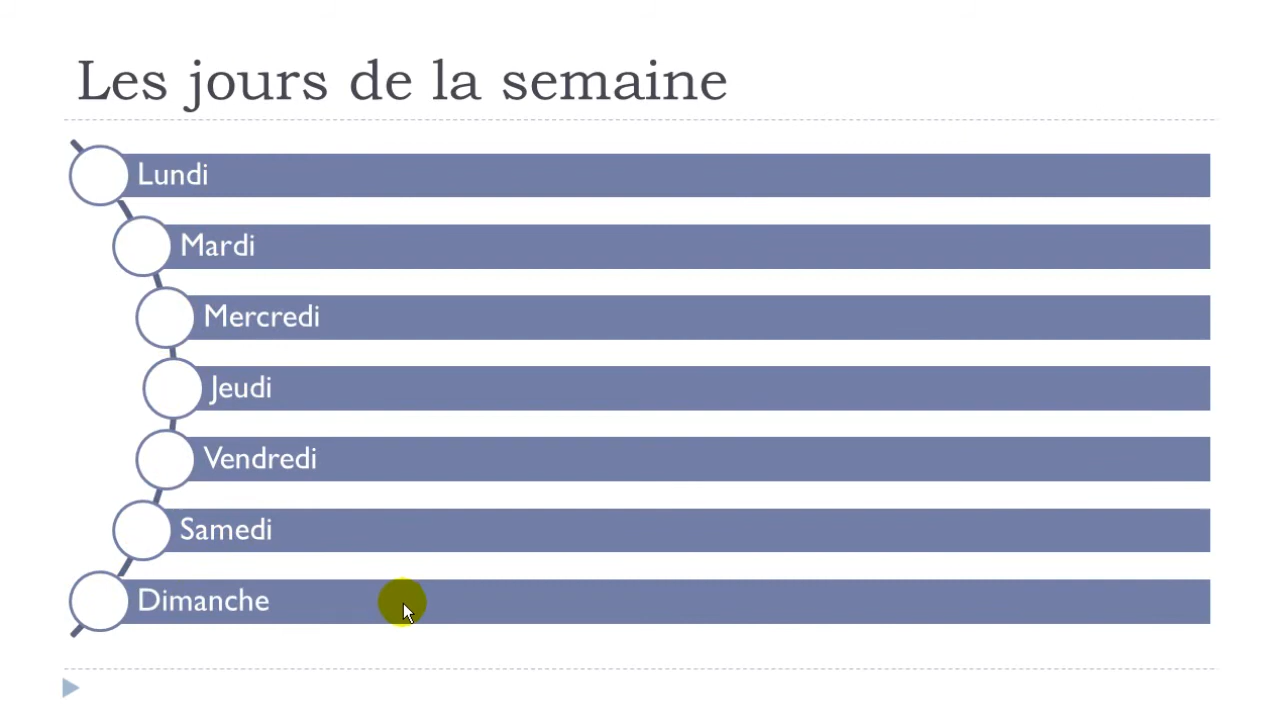 Les jours de la semaine
Lundi
Mardi
Mercredi
Jeudi
Vendredi
Samedi
Dimanche